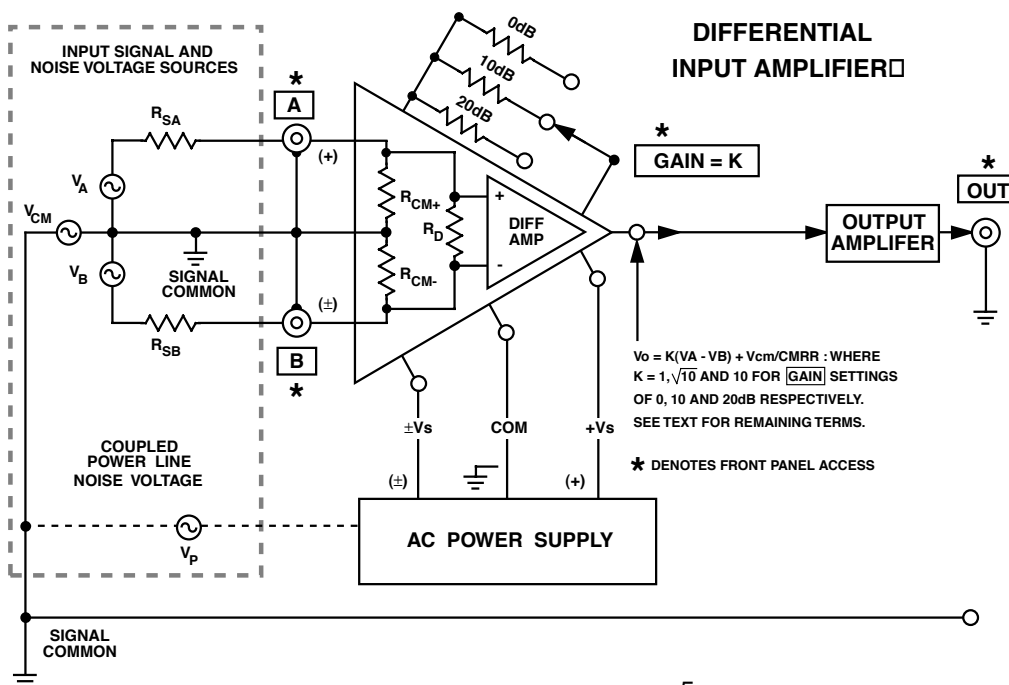 DIFFERENTIAL
INPUT AMPLIFIER□
INPUT SIGNAL AND
NOISE VOLTAGE SOURCES
0dB
10dB
20dB
*
A
(+)
R_SA
V_A
V_CM
V_B
R_SB
SIGNAL
COMMON
(±)
B
*
R_CM+
R_CM-
R_D
+
-
DIFF
AMP
*
GAIN = K
OUTPUT
AMPLIFER
*
OUT
Vo = K(VA - VB) + Vcm/CMRR : WHERE
K = 1, √10 AND 10 FOR GAIN SETTINGS
OF 0, 10 AND 20dB RESPECTIVELY.
SEE TEXT FOR REMAINING TERMS.
* DENOTES FRONT PANEL ACCESS
±Vs
COM
+Vs
(±)
(+)
COUPLED
POWER LINE
NOISE VOLTAGE
V_P
AC POWER SUPPLY
SIGNAL
COMMON